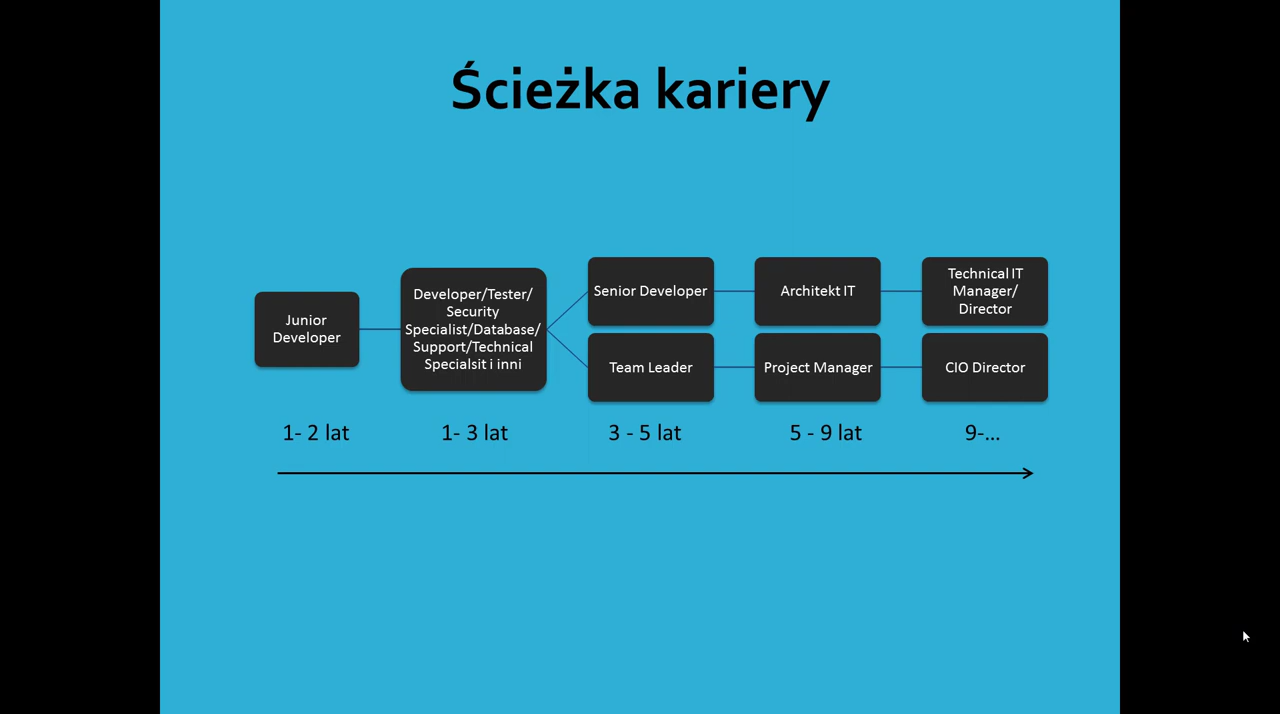 Ścieżka kariery
Junior
Developer
Developer/Tester/
Security
Specialist/Database/
Support/Technical
Specialsit i inni
Senior Developer
Architekt IT
Technical IT
Manager/
Director
Team Leader
Project Manager
CIO Director
1- 2 lat
1- 3 lat
3 - 5 lat
5 - 9 lat
9-...